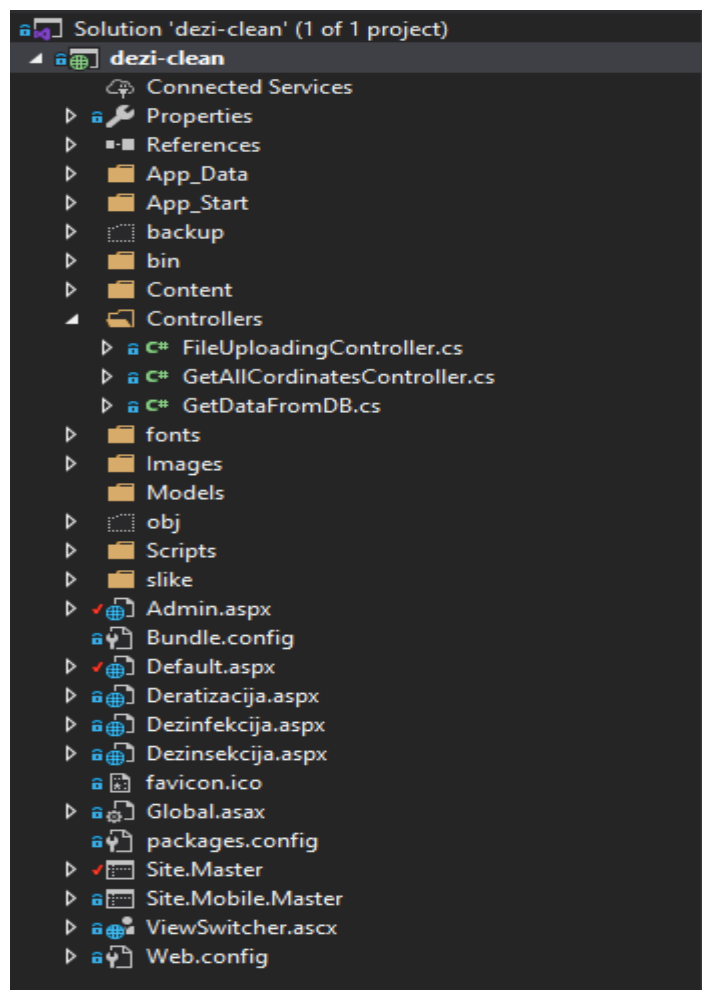 Solution 'dezi-clean' (1 of 1 project)
dezi-clean
Connected Services
Properties
References
App_Data
App_Start
backup
bin
Content
Controllers
C# FileUploadingController.cs
C# GetAllCordinatesController.cs
C# GetDataFromDB.cs
fonts
Images
Models
obj
Scripts
slike
Admin.aspx
Bundle.config
Default.aspx
Deratizacija.aspx
Dezinfekcija.aspx
Dezinsekcija.aspx
favicon.ico
Global.asax
packages.config
Site.Master
Site.Mobile.Master
ViewSwitcher.ascx
Web.config